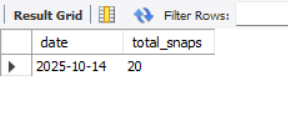 Result Grid Filter Rows:
date total_snaps
2025-10-14 20